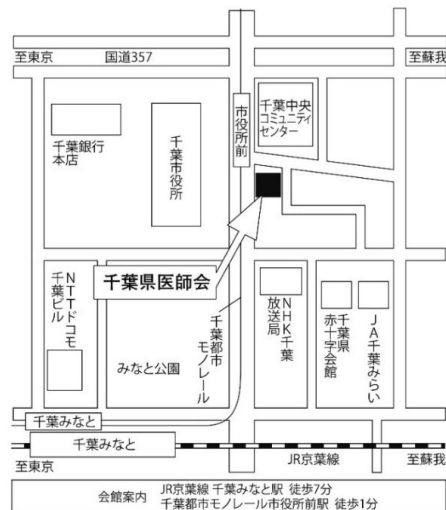 至東京
国道357
至蘇我
千葉銀行
本店
千葉市役所
市役所前
千葉中央
コミュニティ
センター
千葉県医師会
NTTドコモ
千葉ビル
みなと公園
千葉都市
モノレール
NHK千葉
放送局
千葉県
赤十字会館
JA千葉みらい
千葉みなと
千葉みなと
至東京
JR京葉線
至蘇我
会館案内
JR京葉線 千葉みなと駅 徒歩7分
千葉都市モノレール市役所前駅 徒歩1分